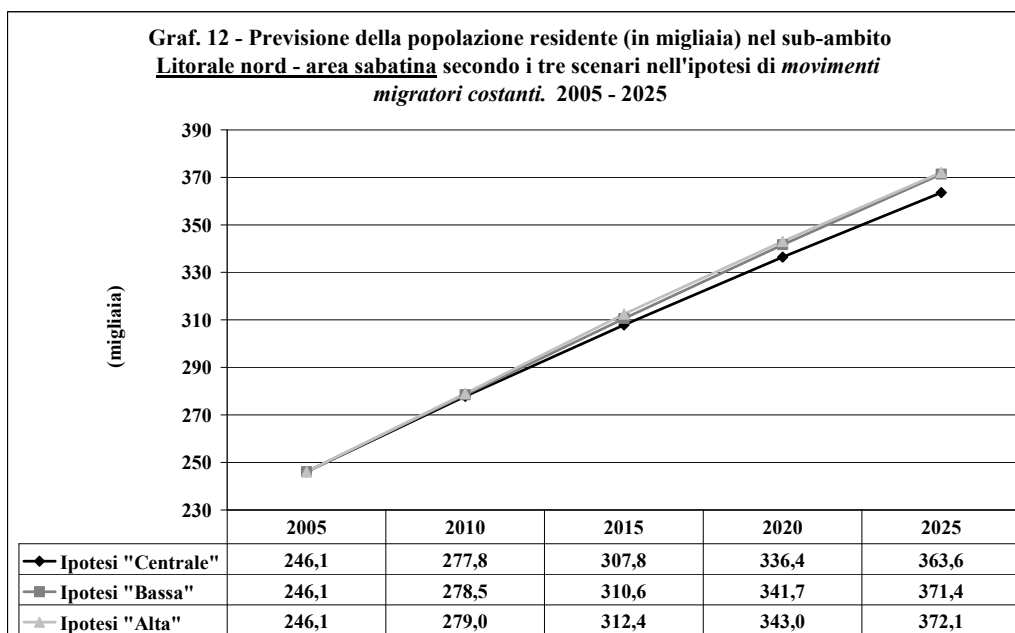 Graf. 12 - Previsione della popolazione residente (in migliaia) nel sub-ambito
Litorale nord - area sabatina secondo i tre scenari nell'ipotesi di movimenti
migratori costanti. 2005 - 2025
390
370
350
330
310
290
270
250
230
(migliaia)
2005 2010 2015 2020 2025
Ipotesi "Centrale" 246,1 277,8 307,8 336,4 363,6
Ipotesi "Bassa" 246,1 278,5 310,6 341,7 371,4
Ipotesi "Alta" 246,1 279,0 312,4 343,0 372,1